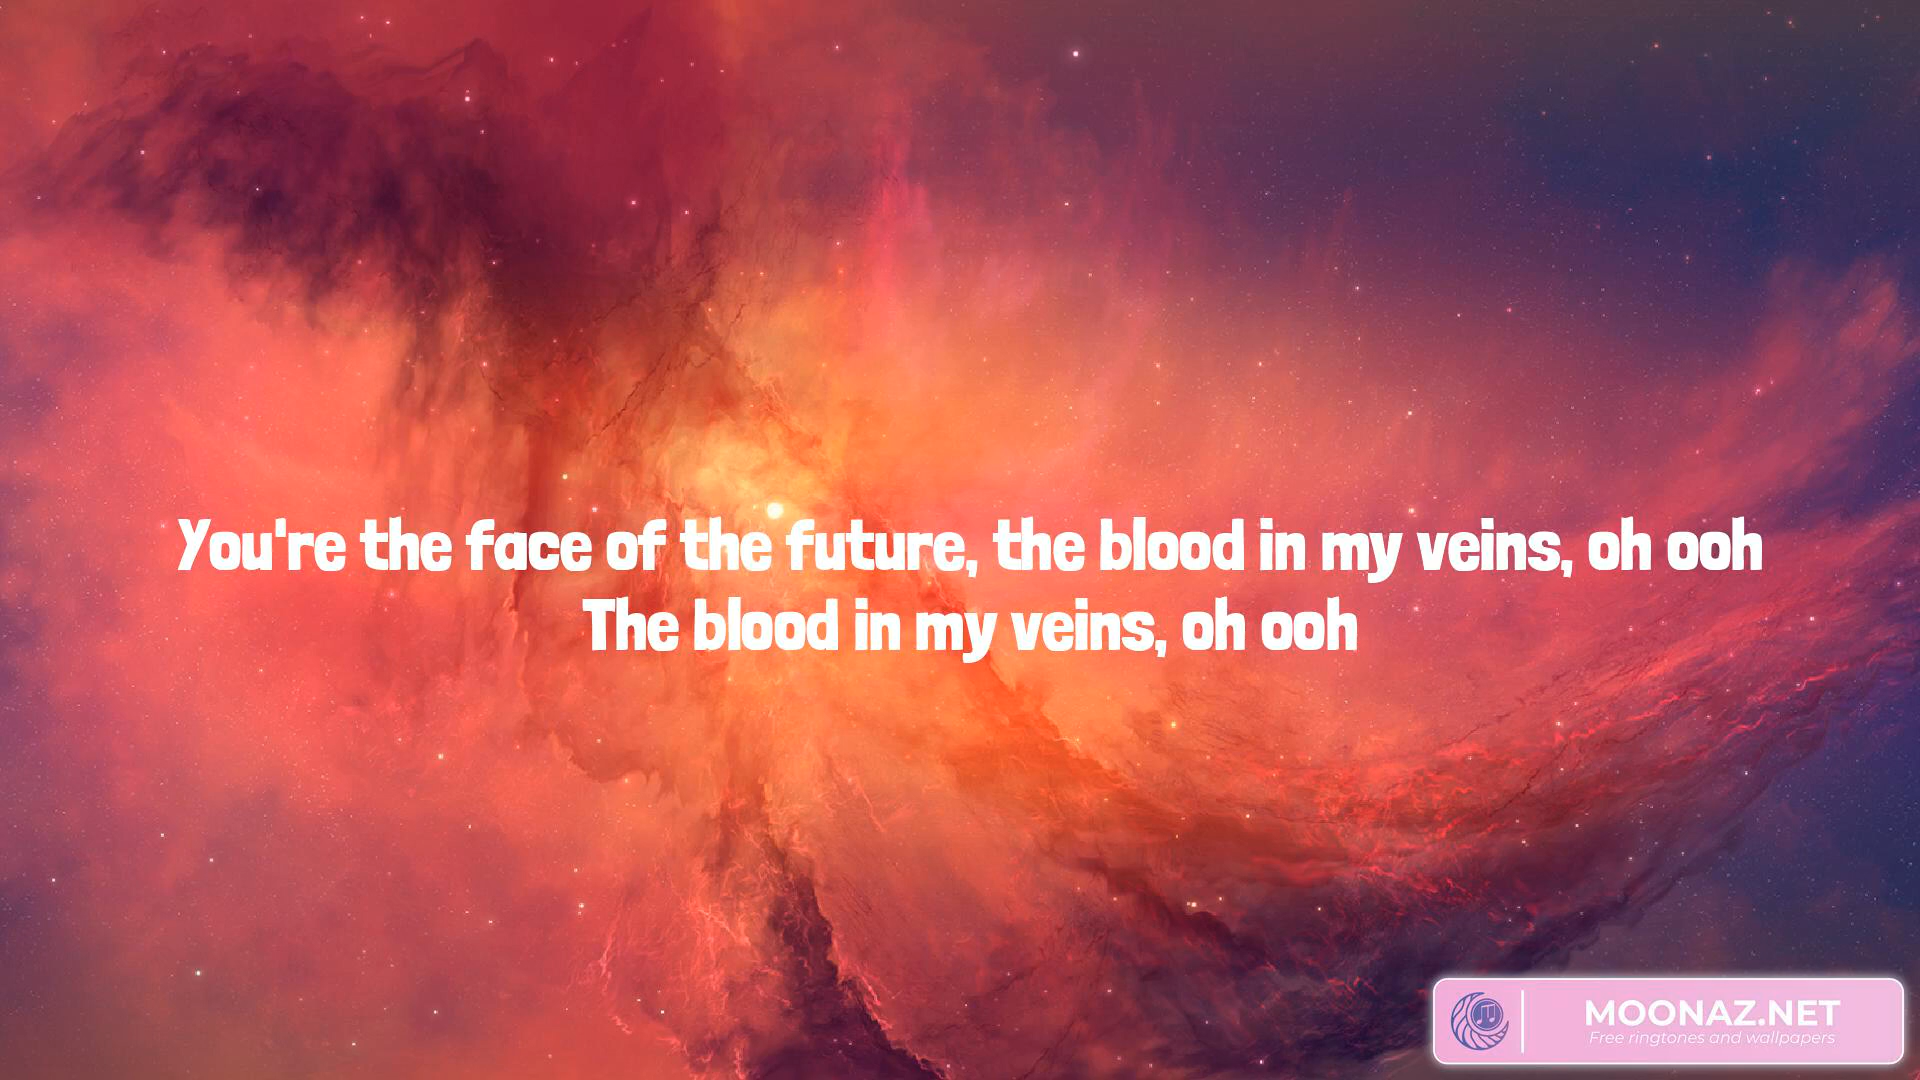 You're the face of the future, the blood in my veins, oh ooh
The blood in my veins, oh ooh
MOONAZ.NET
Free ringtones and wallpapers